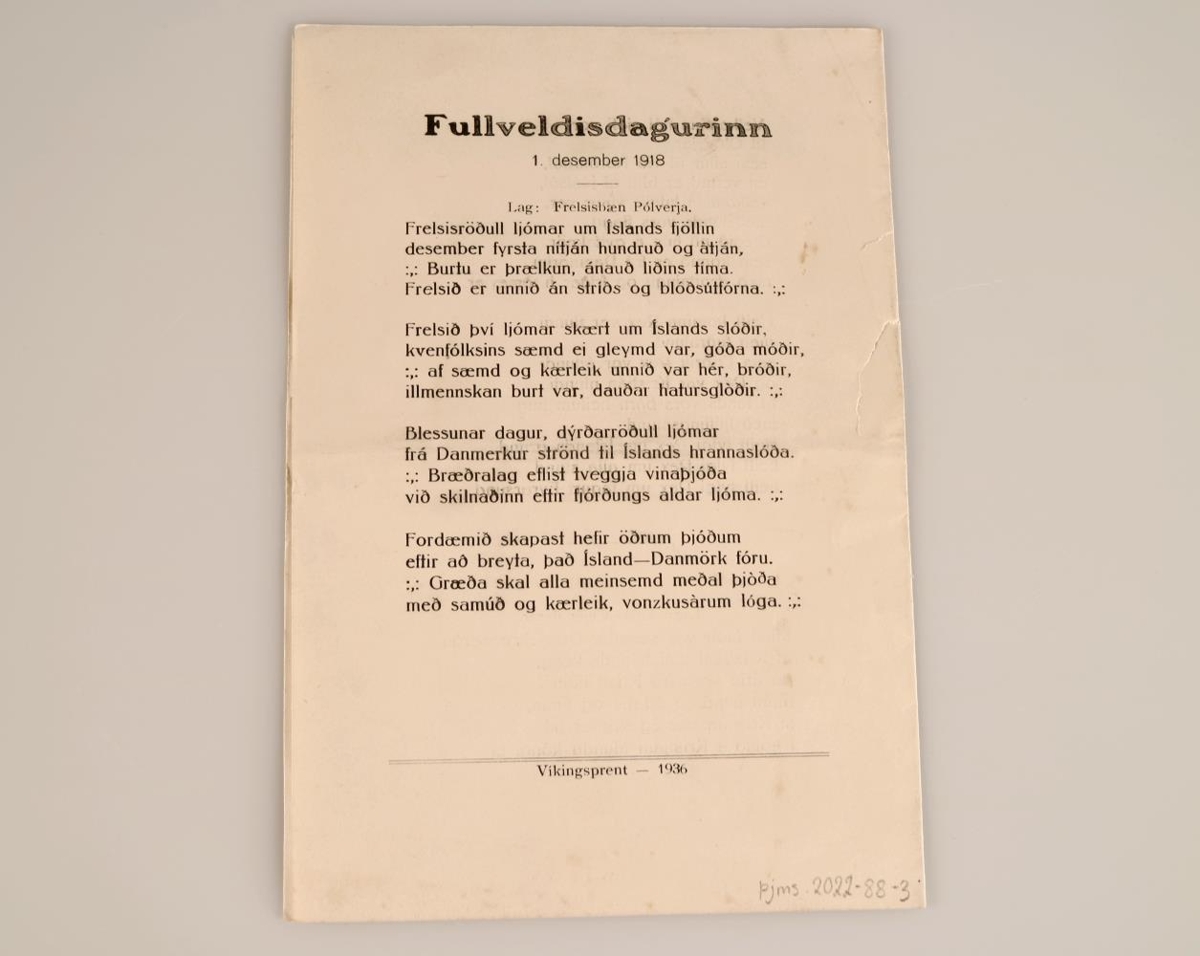 Fullveldisdagurinn
1. desember 1918
Lag: Frelsisbæn Pólverja.
Frelsisröðull ljómar um Íslands fjöllin
desember fyrsta nítján hundruð og àtján,
:,: Burtu er þrælkun, ánauð liðins tíma.
Frelsið er unnið án stríðs og blóðsútfórna. :,:
Frelsið því ljómar skært um Íslands slóðir,
kvenfólksins sæmd ei gleymd var, góða móðir,
:,: af sæmd og kærleik unnið var hér, bróðir,
illmennskan burt var, dauðar hatursglòðir. :,:
Blessunar dagur, dýrðarröðull ljómar
frá Danmerkur strönd til Íslands hrannaslóða.
:,: Bræðralag eflist tveggja vinaþjóða
við skilnaðinn eftir fjórðungs aldar ljóma. :,:
Fordæmið skapast hefir öðrum þjóðum
eftir að breyta, það Ísland—Danmörk fóru.
:,: Græða skal alla meinsemd meðal þjòða
með samúð og kærleik, vonzkusàrum lóga. :,:
Víkingsprent — 1936
Þjms. 2022-88-3